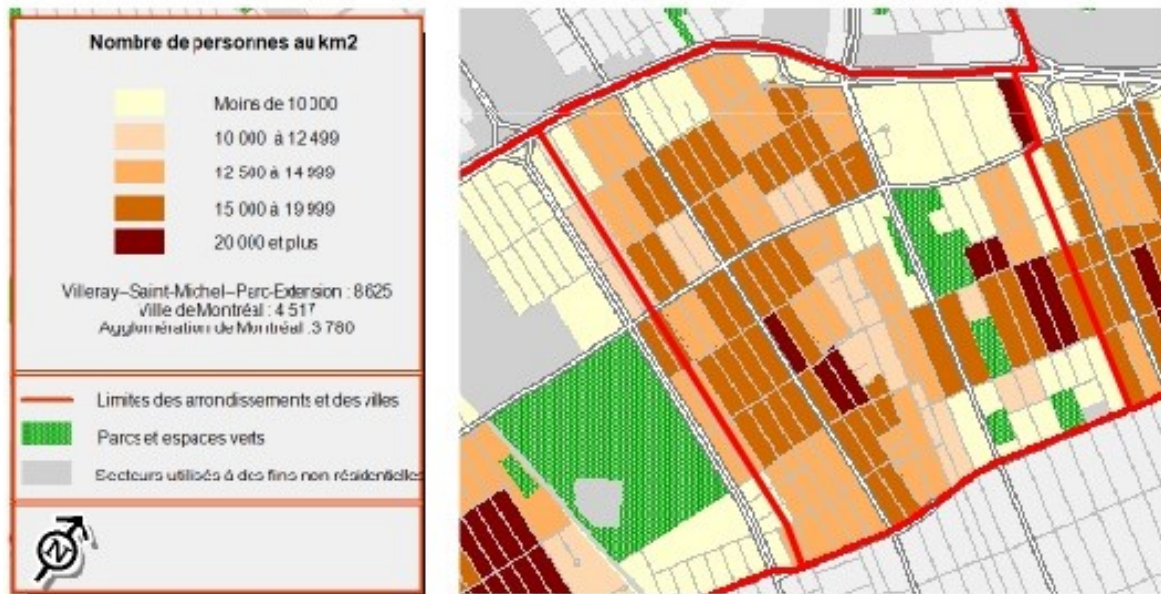 Nombre de personnes au km2
Moins de 10 000
10 000 à 12 499
12 500 à 14 999
15 000 à 19 999
20 000 et plus
Villeray–Saint-Michel–Parc-Extension : 8 625
Ville de Montréal : 4 517
Agglomération de Montréal : 3 780
Limites des arrondissements et des villes
Parcs et espaces verts
Secteurs utilisés à des fins non résidentielles
N